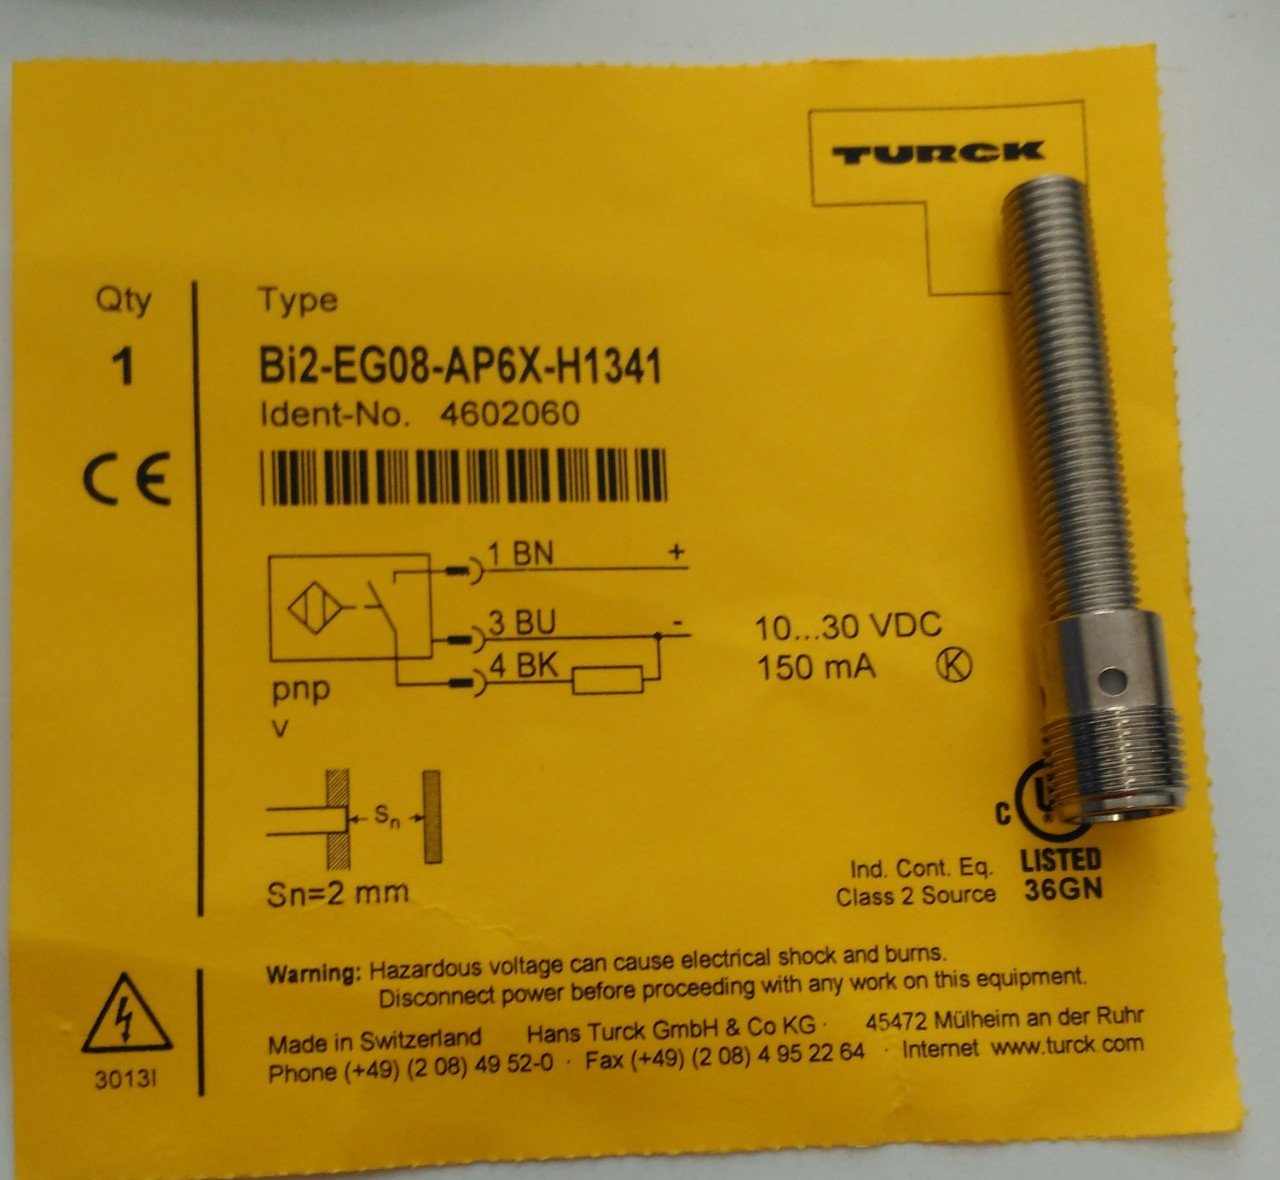 TURCK
Qty Type
1 Bi2-EG08-AP6X-H1341
Ident-No. 4602060
CE
1 BN +
3 BU -
4 BK
10...30 VDC
150 mA K
pnp
v
Sn
Sn=2 mm
C U ®
LISTED
36GN
Ind. Cont. Eq.
Class 2 Source
Warning: Hazardous voltage can cause electrical shock and burns.
Disconnect power before proceeding with any work on this equipment.
Made in Switzerland Hans Turck GmbH & Co KG · 45472 Mülheim an der Ruhr
Phone (+49) (2 08) 49 52-0 · Fax (+49) (2 08) 4 95 22 64 · Internet www.turck.com